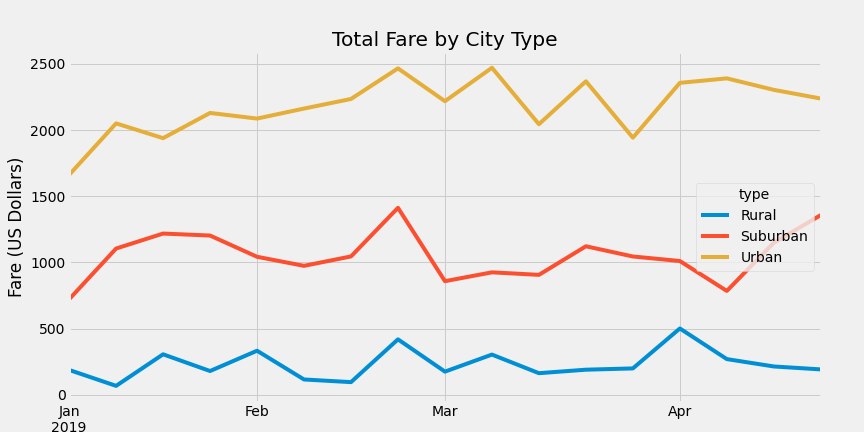 Total Fare by City Type
Fare (US Dollars)
2500
2000
1500
1000
500
0
type
Rural
Suburban
Urban
Jan Feb Mar Apr
2019